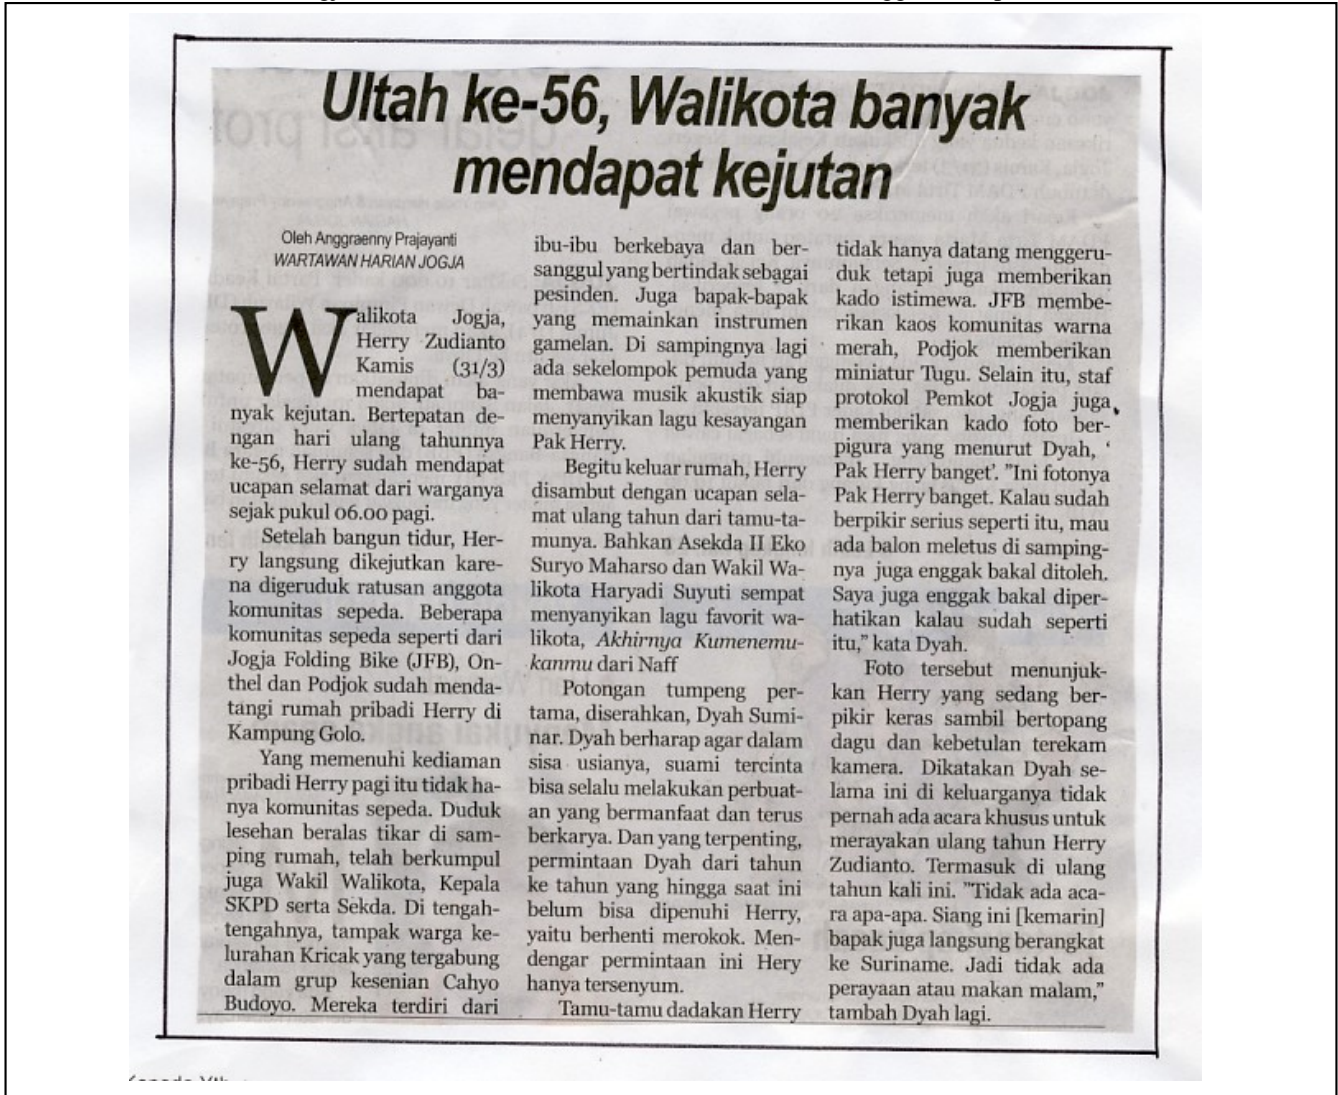 Ultah ke-56, Walikota banyak
mendapat kejutan
Oleh Anggraenny Prajayanti
WARTAWAN HARIAN JOGJA
Walikota Jogja,
Herry Zudianto
Kamis (31/3)
mendapat ba-
nyak kejutan. Bertepatan de-
ngan hari ulang tahunnya
ke-56, Herry sudah mendapat
ucapan selamat dari warganya
sejak pukul 06.00 pagi.
Setelah bangun tidur, Her-
ry langsung dikejutkan kare-
na digeruduk ratusan anggota
komunitas sepeda. Beberapa
komunitas sepeda seperti dari
Jogja Folding Bike (JFB), On-
thel dan Podjok sudah menda-
tangi rumah pribadi Herry di
Kampung Golo.
Yang memenuhi kediaman
pribadi Herry pagi itu tidak ha-
nya komunitas sepeda. Duduk
lesehan beralas tikar di sam-
ping rumah, telah berkumpul
juga Wakil Walikota, Kepala
SKPD serta Sekda. Di tengah-
tengahnya, tampak warga ke-
lurahan Kricak yang tergabung
dalam grup kesenian Cahyo
Budoyo. Mereka terdiri dari
ibu-ibu berkebaya dan ber-
sanggul yang bertindak sebagai
pesinden. Juga bapak-bapak
yang memainkan instrumen
gamelan. Di sampingnya lagi
ada sekelompok pemuda yang
membawa musik akustik siap
menyanyikan lagu kesayangan
Pak Herry.
Begitu keluar rumah, Herry
disambut dengan ucapan sela-
mat ulang tahun dari tamu-ta-
munya. Bahkan Asekda II Eko
Suryo Maharso dan Wakil Wa-
likota Haryadi Suyuti sempat
menyanyikan lagu favorit wa-
likota, Akhirnya Kumenemu-
kanmu dari Naff
Potongan tumpeng per-
tama, diserahkan, Dyah Sumi-
nar. Dyah berharap agar dalam
sisa usianya, suami tercinta
bisa selalu melakukan perbuat-
an yang bermanfaat dan terus
berkarya. Dan yang terpenting,
permintaan Dyah dari tahun
ke tahun yang hingga saat ini
belum bisa dipenuhi Herry,
yaitu berhenti merokok. Men-
dengar permintaan ini Hery
hanya tersenyum.
Tamu-tamu dadakan Herry
tidak hanya datang menggeru-
duk tetapi juga memberikan
kado istimewa. JFB membe-
rikan kaos komunitas warna
merah, Podjok memberikan
miniatur Tugu. Selain itu, staf
protokol Pemkot Jogja juga
memberikan kado foto ber-
pigura yang menurut Dyah, ‘
Pak Herry banget’. ”Ini fotonya
Pak Herry banget. Kalau sudah
berpikir serius seperti itu, mau
ada balon meletus di samping-
nya juga enggak bakal ditoleh.
Saya juga enggak bakal diper-
hatikan kalau sudah seperti
itu,” kata Dyah.
Foto tersebut menunjuk-
kan Herry yang sedang ber-
pikir keras sambil bertopang
dagu dan kebetulan terekam
kamera. Dikatakan Dyah se-
lama ini di keluarganya tidak
pernah ada acara khusus untuk
merayakan ulang tahun Herry
Zudianto. Termasuk di ulang
tahun kali ini. ”Tidak ada aca-
ra apa-apa. Siang ini [kemarin]
bapak juga langsung berangkat
ke Suriname. Jadi tidak ada
perayaan atau makan malam,”
tambah Dyah lagi.